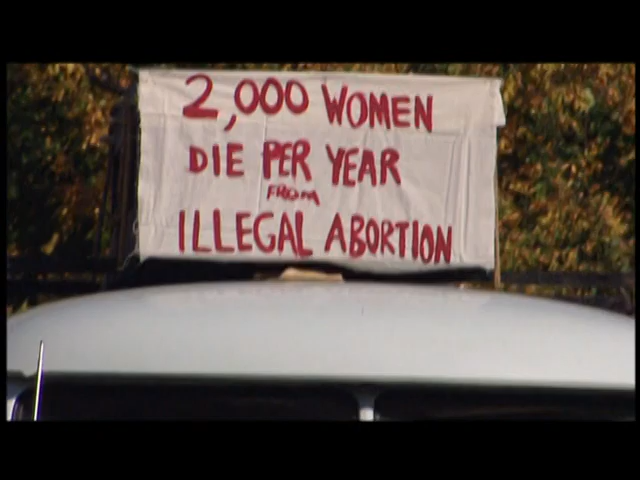 2,000 WOMEN
DIE PER YEAR
FROM
ILLEGAL ABORTION